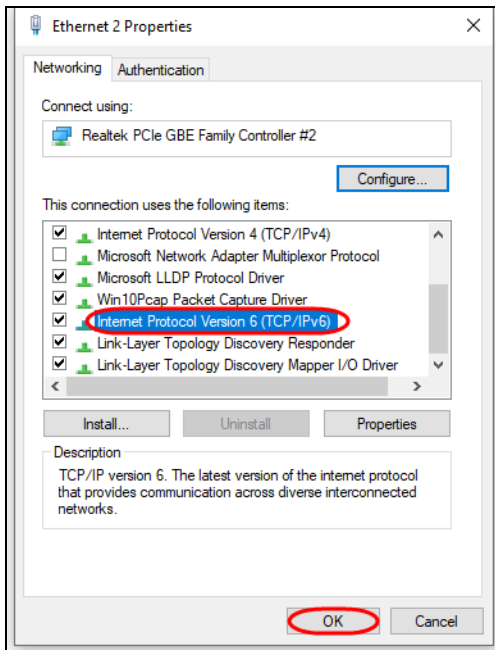 Ethernet 2 Properties
Networking
Authentication
Connect using:
Realtek PCIe GBE Family Controller #2
Configure...
This connection uses the following items:
Internet Protocol Version 4 (TCP/IPv4)
Microsoft Network Adapter Multiplexor Protocol
Microsoft LLDP Protocol Driver
Win10Pcap Packet Capture Driver
Internet Protocol Version 6 (TCP/IPv6)
Link-Layer Topology Discovery Responder
Link-Layer Topology Discovery Mapper I/O Driver
Install...
Uninstall
Properties
Description
TCP/IP version 6. The latest version of the internet protocol
that provides communication across diverse interconnected
networks.
OK
Cancel